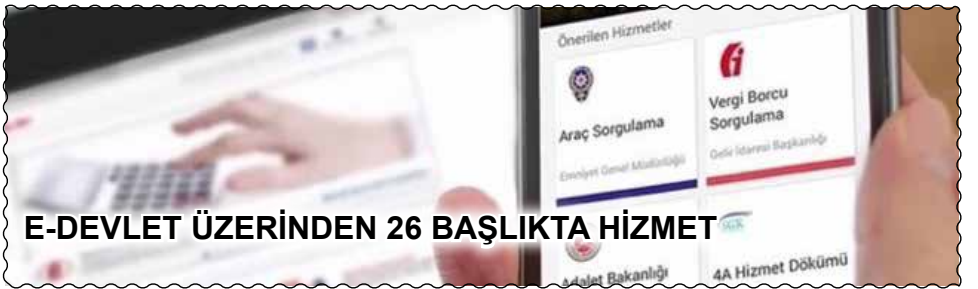 Önerilen Hizmetler
Araç Sorgulama
Emniyet Genel Müdürlüğü
Vergi Borcu
Sorgulama
Gelir İdaresi Başkanlığı
E-DEVLET ÜZERİNDEN 26 BAŞLIKTA HİZMET
SGK
Adalet Bakanlığı
4A Hizmet Dökümü